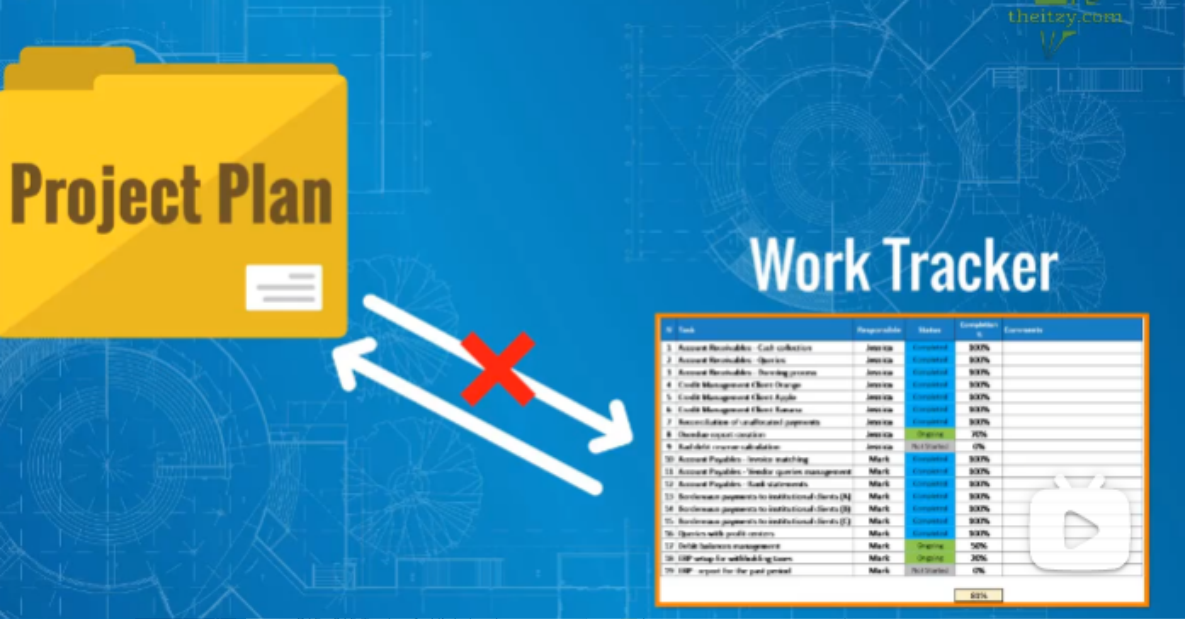 theitzy.com
Project Plan
Work Tracker
Task Responsible Status Completion Comments
1 Account Receivables - Cash collection Jessica Completed 100%
2 Account Receivables - Queries Jessica Completed 100%
3 Account Receivables - Dunning process Jessica Completed 100%
4 Credit Management Client Orange Jessica Completed 100%
5 Credit Management Client Apple Jessica Completed 100%
6 Credit Management Client Banana Jessica Completed 100%
7 Reconciliation of unallocated payments Jessica Completed 100%
8 Overdue report creation Jessica Ongoing 70%
9 Bad debt reserve calculation Jessica Not Started 0%
10 Account Payables - Invoice matching Mark Completed 100%
11 Account Payables - Vendor queries management Mark Completed 100%
12 Account Payables - Bank statements Mark Completed 100%
13 Bordereaux payments to institutional clients (A) Mark Completed 100%
14 Bordereaux payments to institutional clients (B) Mark Completed 100%
15 Bordereaux payments to institutional clients (C) Mark Completed 100%
16 Queries with profit centers Mark Completed 100%
17 Debit balances management Mark Ongoing 50%
18 ERP setup for withholding taxes Mark Ongoing 20%
19 ERP - report for the past period Mark Not Started 0%
81%